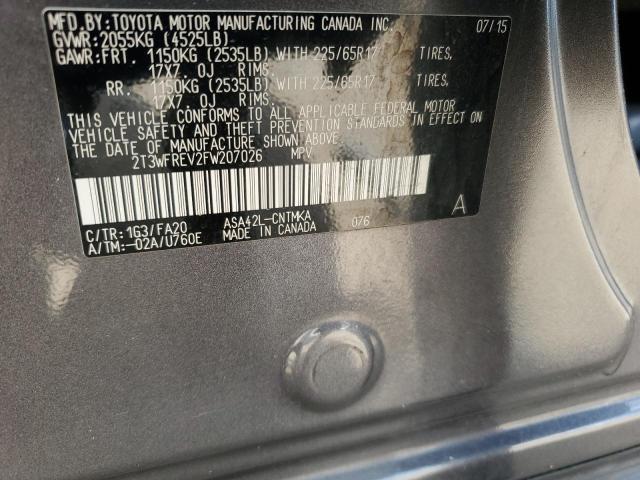 MFD.BY:TOYOTA MOTOR MANUFACTURING CANADA INC. 07/15
GVWR:2055KG (4525LB)
GAWR:FRT. 1150KG (2535LB) WITH 225/65R17 TIRES,
17X7.0J RIMS.
RR. 1150KG (2535LB) WITH 225/65R17 TIRES,
17X7.0J RIMS.
THIS VEHICLE CONFORMS TO ALL APPLICABLE FEDERAL MOTOR
VEHICLE SAFETY AND THEFT PREVENTION STANDARDS IN EFFECT ON
THE DATE OF MANUFACTURE SHOWN ABOVE.
2T3WFREV2FW207026 MPV
A
C/TR:1G3/FA20 ASA42L-CNTMKA
A/TM:-02A/U760E MADE IN CANADA 076